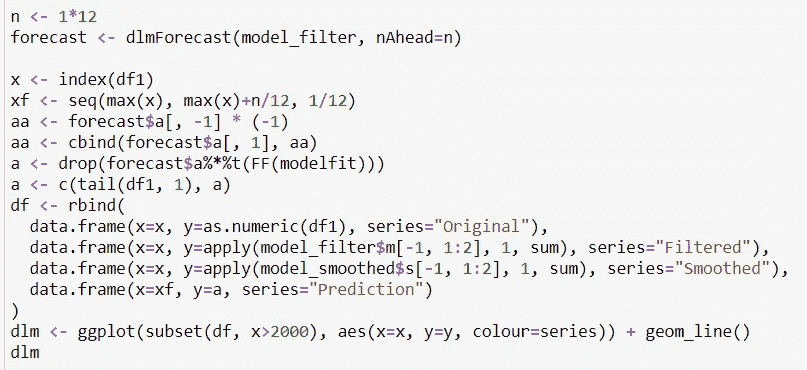 n <- 1*12
forecast <- dlmForecast(model_filter, nAhead=n)
x <- index(df1)
xf <- seq(max(x), max(x)+n/12, 1/12)
aa <- forecast$a[, -1] * (-1)
aa <- cbind(forecast$a[, 1], aa)
a <- drop(forecast$a%*%t(FF(modelfit)))
a <- c(tail(df1, 1), a)
df <- rbind(
  data.frame(x=x, y=as.numeric(df1), series="Original"),
  data.frame(x=x, y=apply(model_filter$m[-1, 1:2], 1, sum), series="Filtered"),
  data.frame(x=x, y=apply(model_smoothed$s[-1, 1:2], 1, sum), series="Smoothed"),
  data.frame(x=xf, y=a, series="Prediction")
)
dlm <- ggplot(subset(df, x>2000), aes(x=x, y=y, colour=series)) + geom_line()
dlm